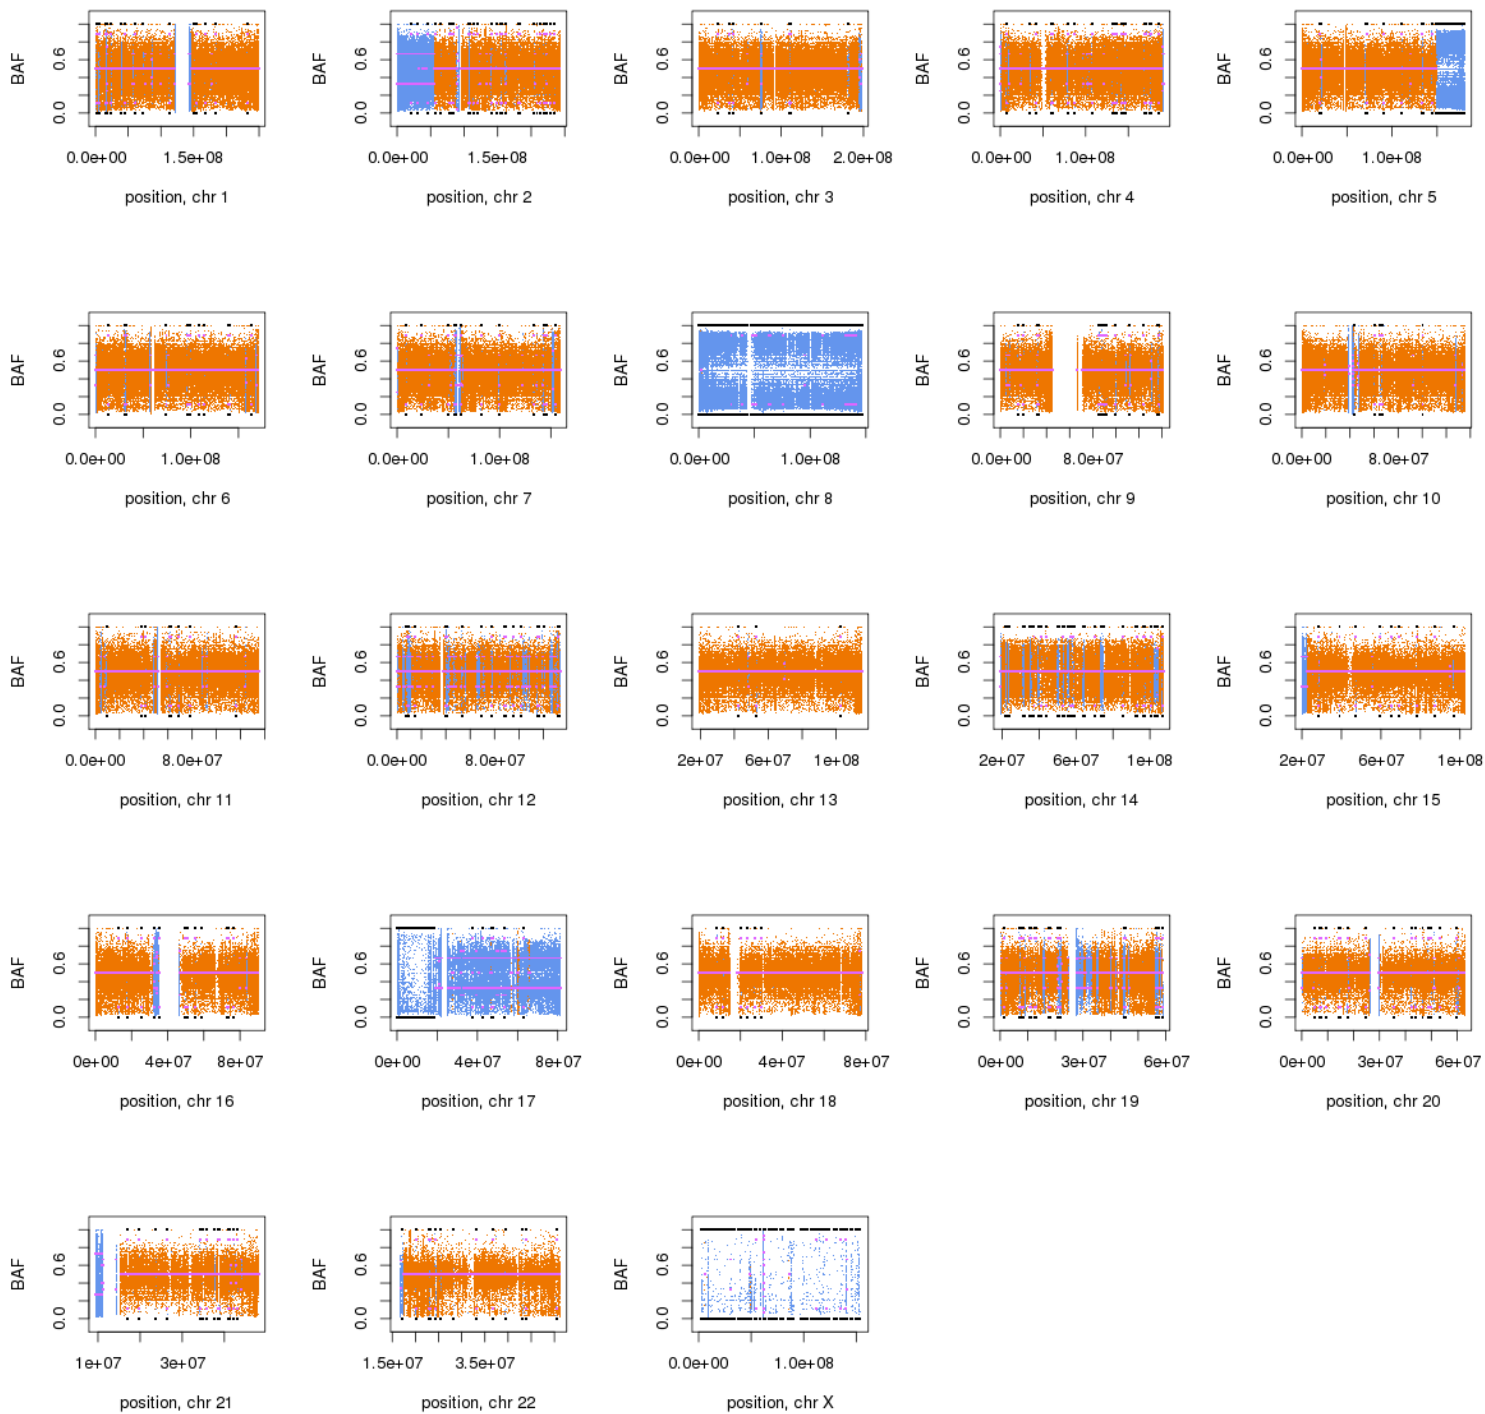 BAF 0.0 0.6 BAF 0.0 0.6 BAF 0.0 0.6 BAF 0.0 0.6 BAF 0.0 0.6
0.0e+00 1.5e+08 0.0e+00 1.5e+08 0.0e+00 1.0e+08 2.0e+08 0.0e+00 1.0e+08 0.0e+00 1.0e+08
position, chr 1 position, chr 2 position, chr 3 position, chr 4 position, chr 5
BAF 0.0 0.6 BAF 0.0 0.6 BAF 0.0 0.6 BAF 0.0 0.6 BAF 0.0 0.6
0.0e+00 1.0e+08 0.0e+00 1.0e+08 0.0e+00 1.0e+08 0.0e+00 8.0e+07 0.0e+00 8.0e+07
position, chr 6 position, chr 7 position, chr 8 position, chr 9 position, chr 10
BAF 0.0 0.6 BAF 0.0 0.6 BAF 0.0 0.6 BAF 0.0 0.6 BAF 0.0 0.6
0.0e+00 8.0e+07 0.0e+00 8.0e+07 2e+07 6e+07 1e+08 2e+07 6e+07 1e+08 2e+07 6e+07 1e+08
position, chr 11 position, chr 12 position, chr 13 position, chr 14 position, chr 15
BAF 0.0 0.6 BAF 0.0 0.6 BAF 0.0 0.6 BAF 0.0 0.6 BAF 0.0 0.6
0e+00 4e+07 8e+07 0e+00 4e+07 8e+07 0e+00 4e+07 8e+07 0e+00 3e+07 6e+07 0e+00 3e+07 6e+07
position, chr 16 position, chr 17 position, chr 18 position, chr 19 position, chr 20
BAF 0.0 0.6 BAF 0.0 0.6 BAF 0.0 0.6
1e+07 3e+07 1.5e+07 3.5e+07 0.0e+00 1.0e+08
position, chr 21 position, chr 22 position, chr X